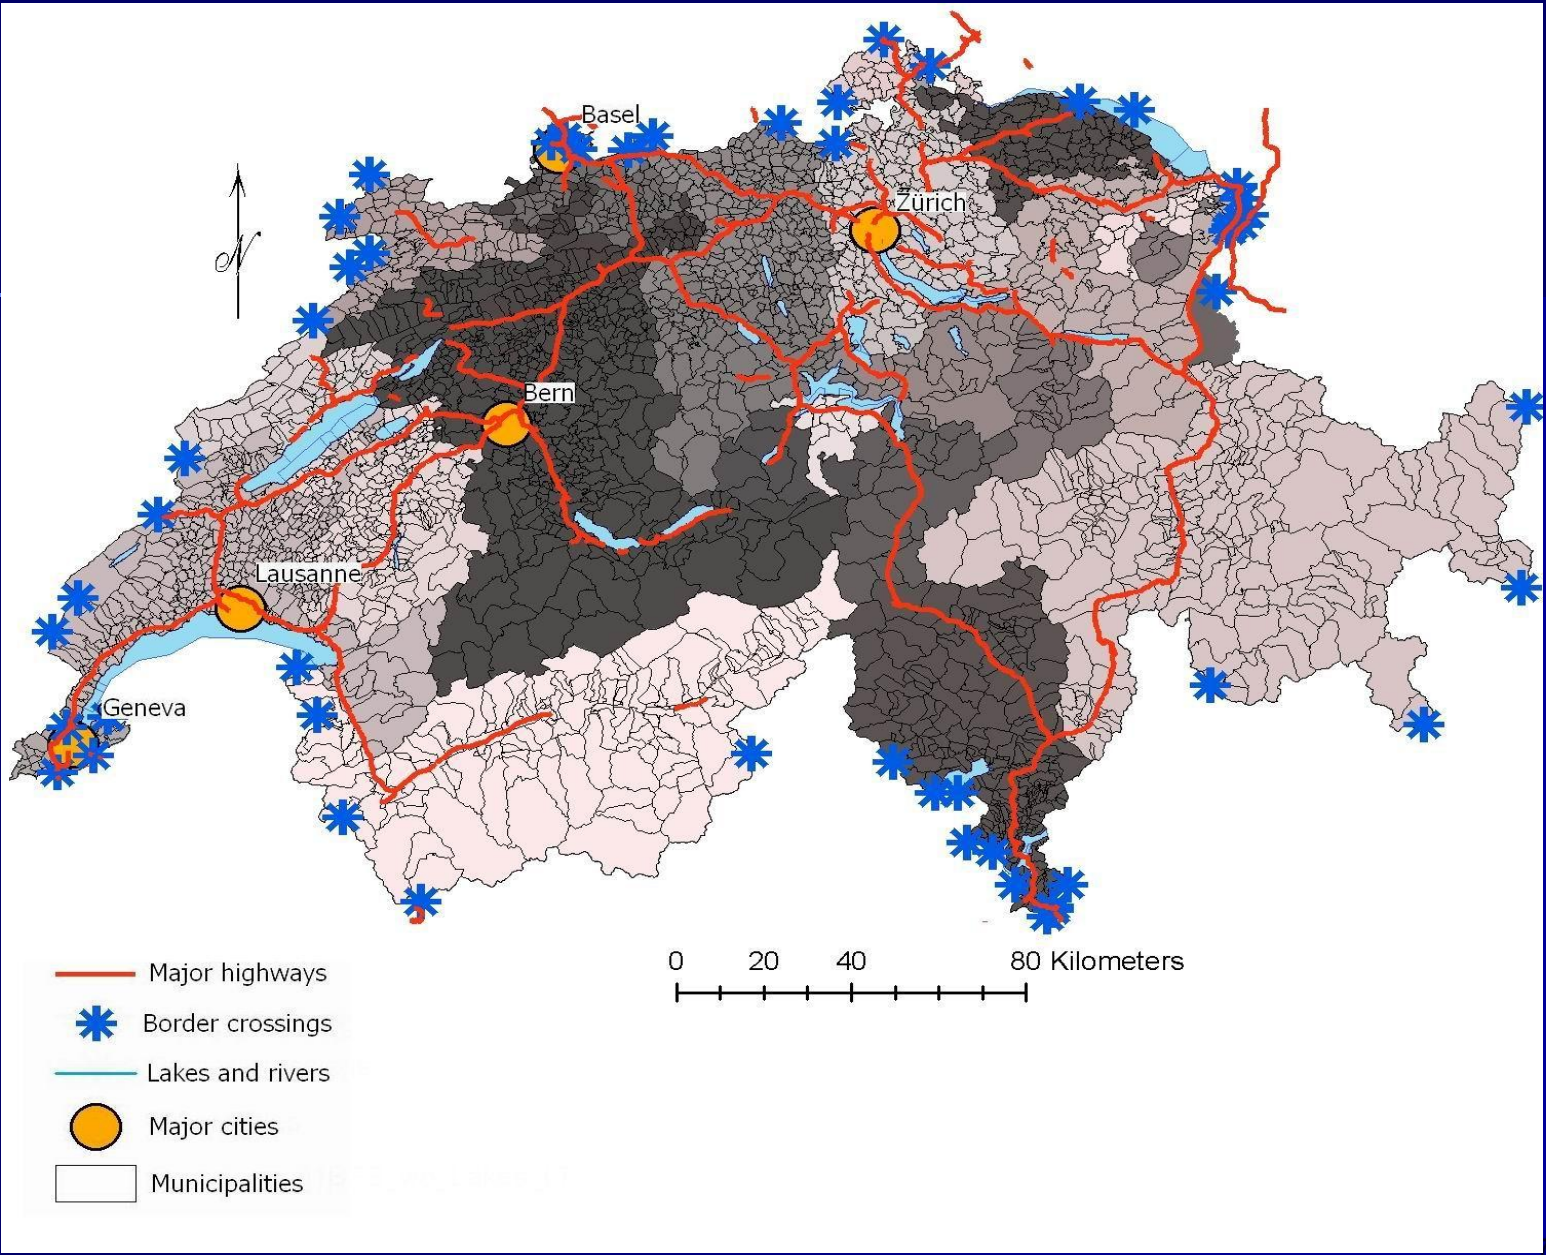 Basel
Zürich
N
Bern
Lausanne
Geneva
0 20 40 80 Kilometers
Major highways
Border crossings
Lakes and rivers
Major cities
Municipalities